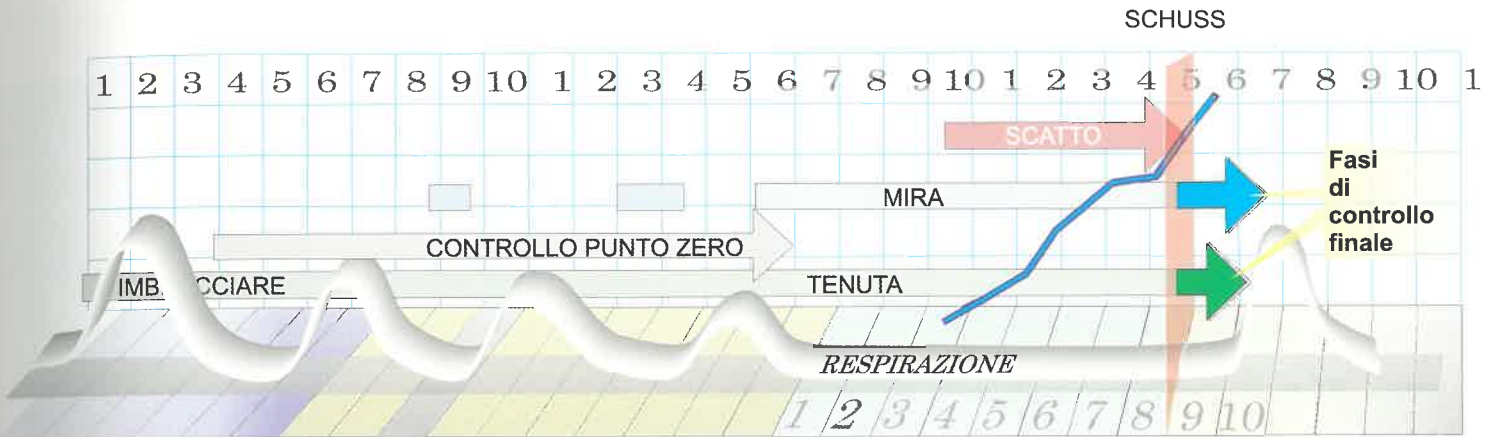 SCHUSS
1 2 3 4 5 6 7 8 9 10 1 2 3 4 5 6 7 8 9 10 1 2 3 4 5 6 7 8 9 10 1
SCATTO
MIRA
Fasi
di
controllo
finale
CONTROLLO PUNTO ZERO
TENUTA
RESPIRAZIONE
1 2 3 4 5 6 7 8 9 10